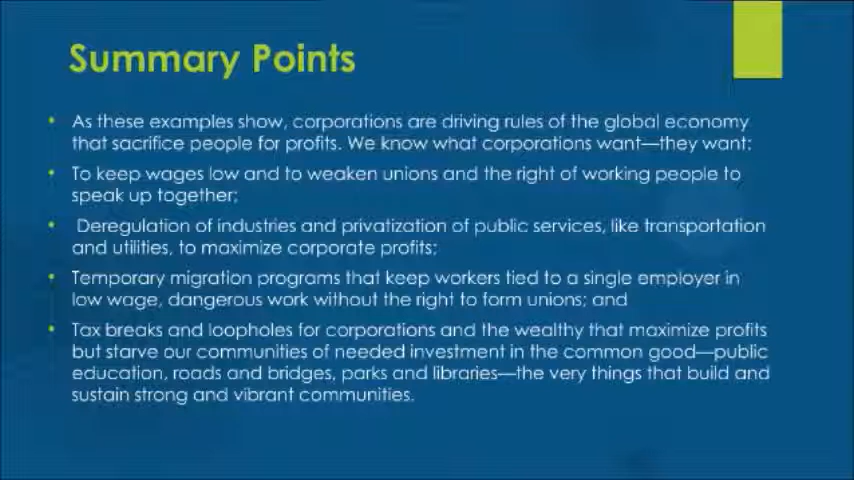 Summary Points
As these examples show, corporations are driving rules of the global economy
that sacrifice people for profits. We know what corporations want—they want:
To keep wages low and to weaken unions and the right of working people to
speak up together;
Deregulation of industries and privatization of public services, like transportation
and utilities, to maximize corporate profits;
Temporary migration programs that keep workers tied to a single employer in
low wage, dangerous work without the right to form unions; and
Tax breaks and loopholes for corporations and the wealthy that maximize profits
but starve our communities of needed investment in the common good—public
education, roads and bridges, parks and libraries—the very things that build and
sustain strong and vibrant communities.